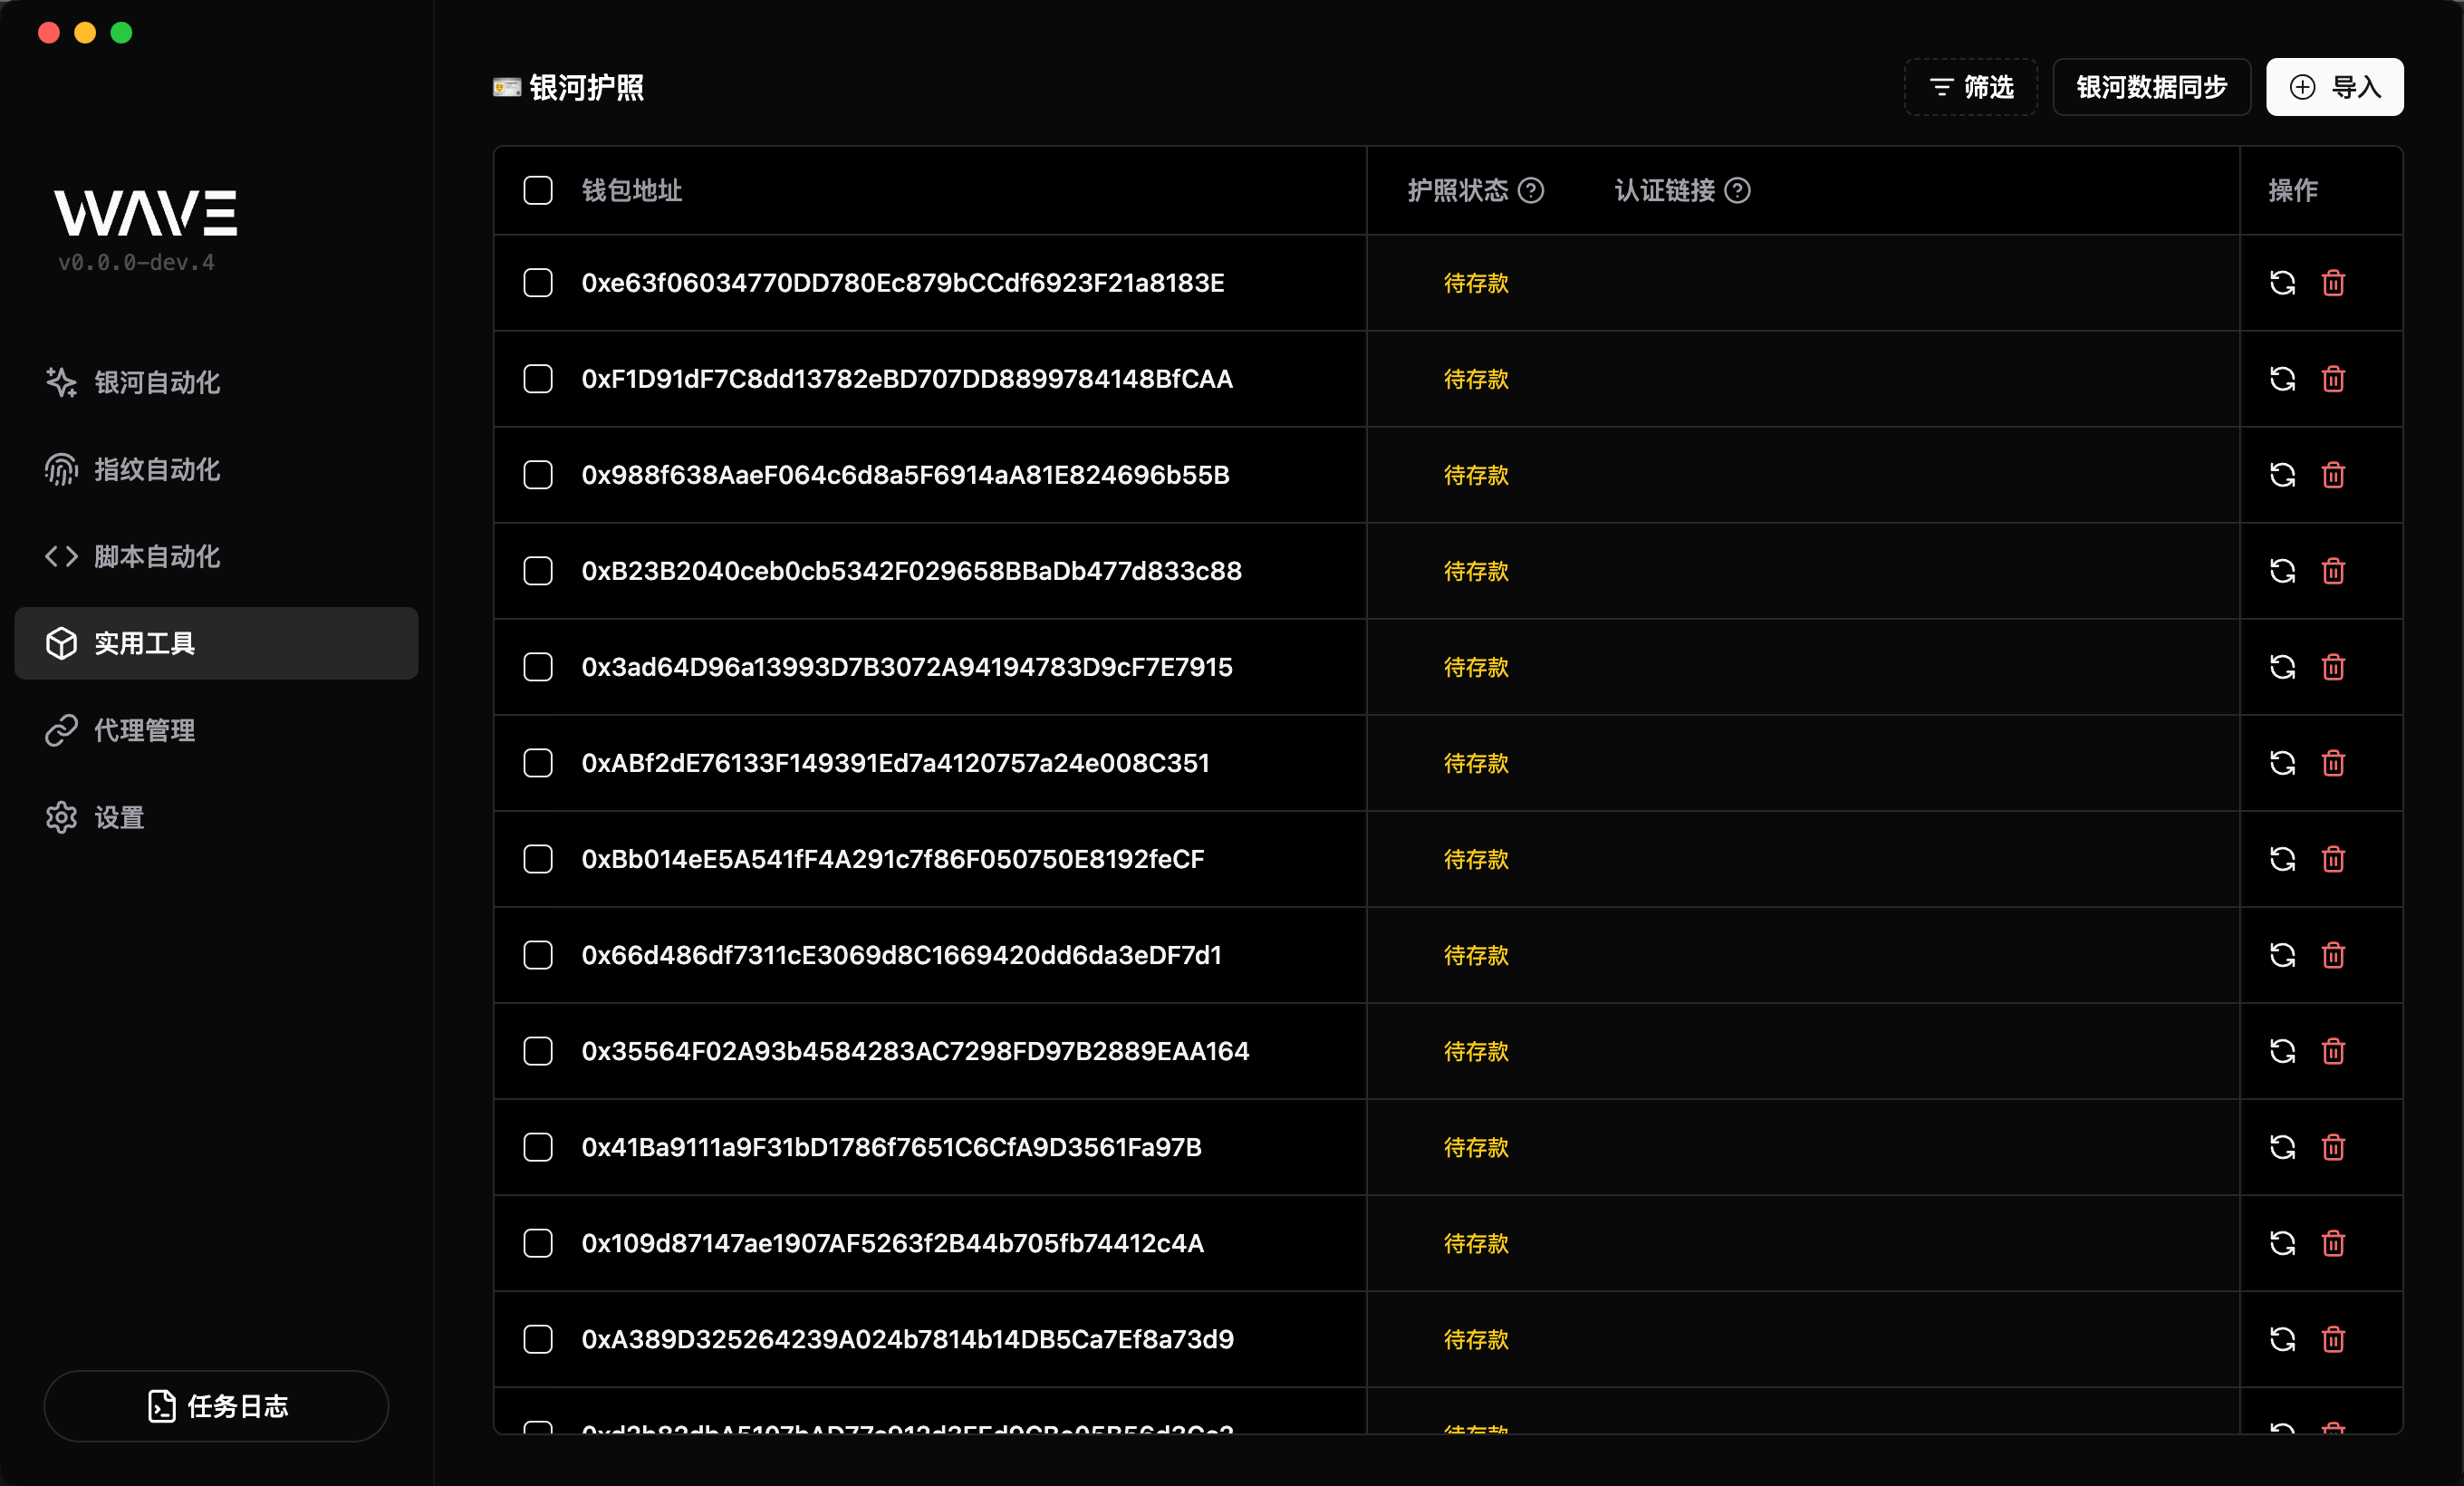 银河护照
筛选
银河数据同步
导入
WAVE
v0.0.0-dev.4
银河自动化
指纹自动化
脚本自动化
实用工具
代理管理
设置
任务日志
钱包地址 护照状态 认证链接 操作
0xe63f06034770DD780Ec879bCCdf6923F21a8183E 待存款
0xF1D91dF7C8dd13782eBD707DD8899784148BfCAA 待存款
0x988f638AaeF064c6d8a5F6914aA81E824696b55B 待存款
0xB23B2040ceb0cb5342F029658BBaDb477d833c88 待存款
0x3ad64D96a13993D7B3072A94194783D9cF7E7915 待存款
0xABf2dE76133F149391Ed7a4120757a24e008C351 待存款
0xBb014eE5A541fF4A291c7f86F050750E8192feCF 待存款
0x66d486df7311cE3069d8C1669420dd6da3eDF7d1 待存款
0x35564F02A93b4584283AC7298FD97B2889EAA164 待存款
0x41Ba9111a9F31bD1786f7651C6CfA9D3561Fa97B 待存款
0x109d87147ae1907AF5263f2B44b705fb74412c4A 待存款
0xA389D325264239A024b7814b14DB5Ca7Ef8a73d9 待存款
待存款